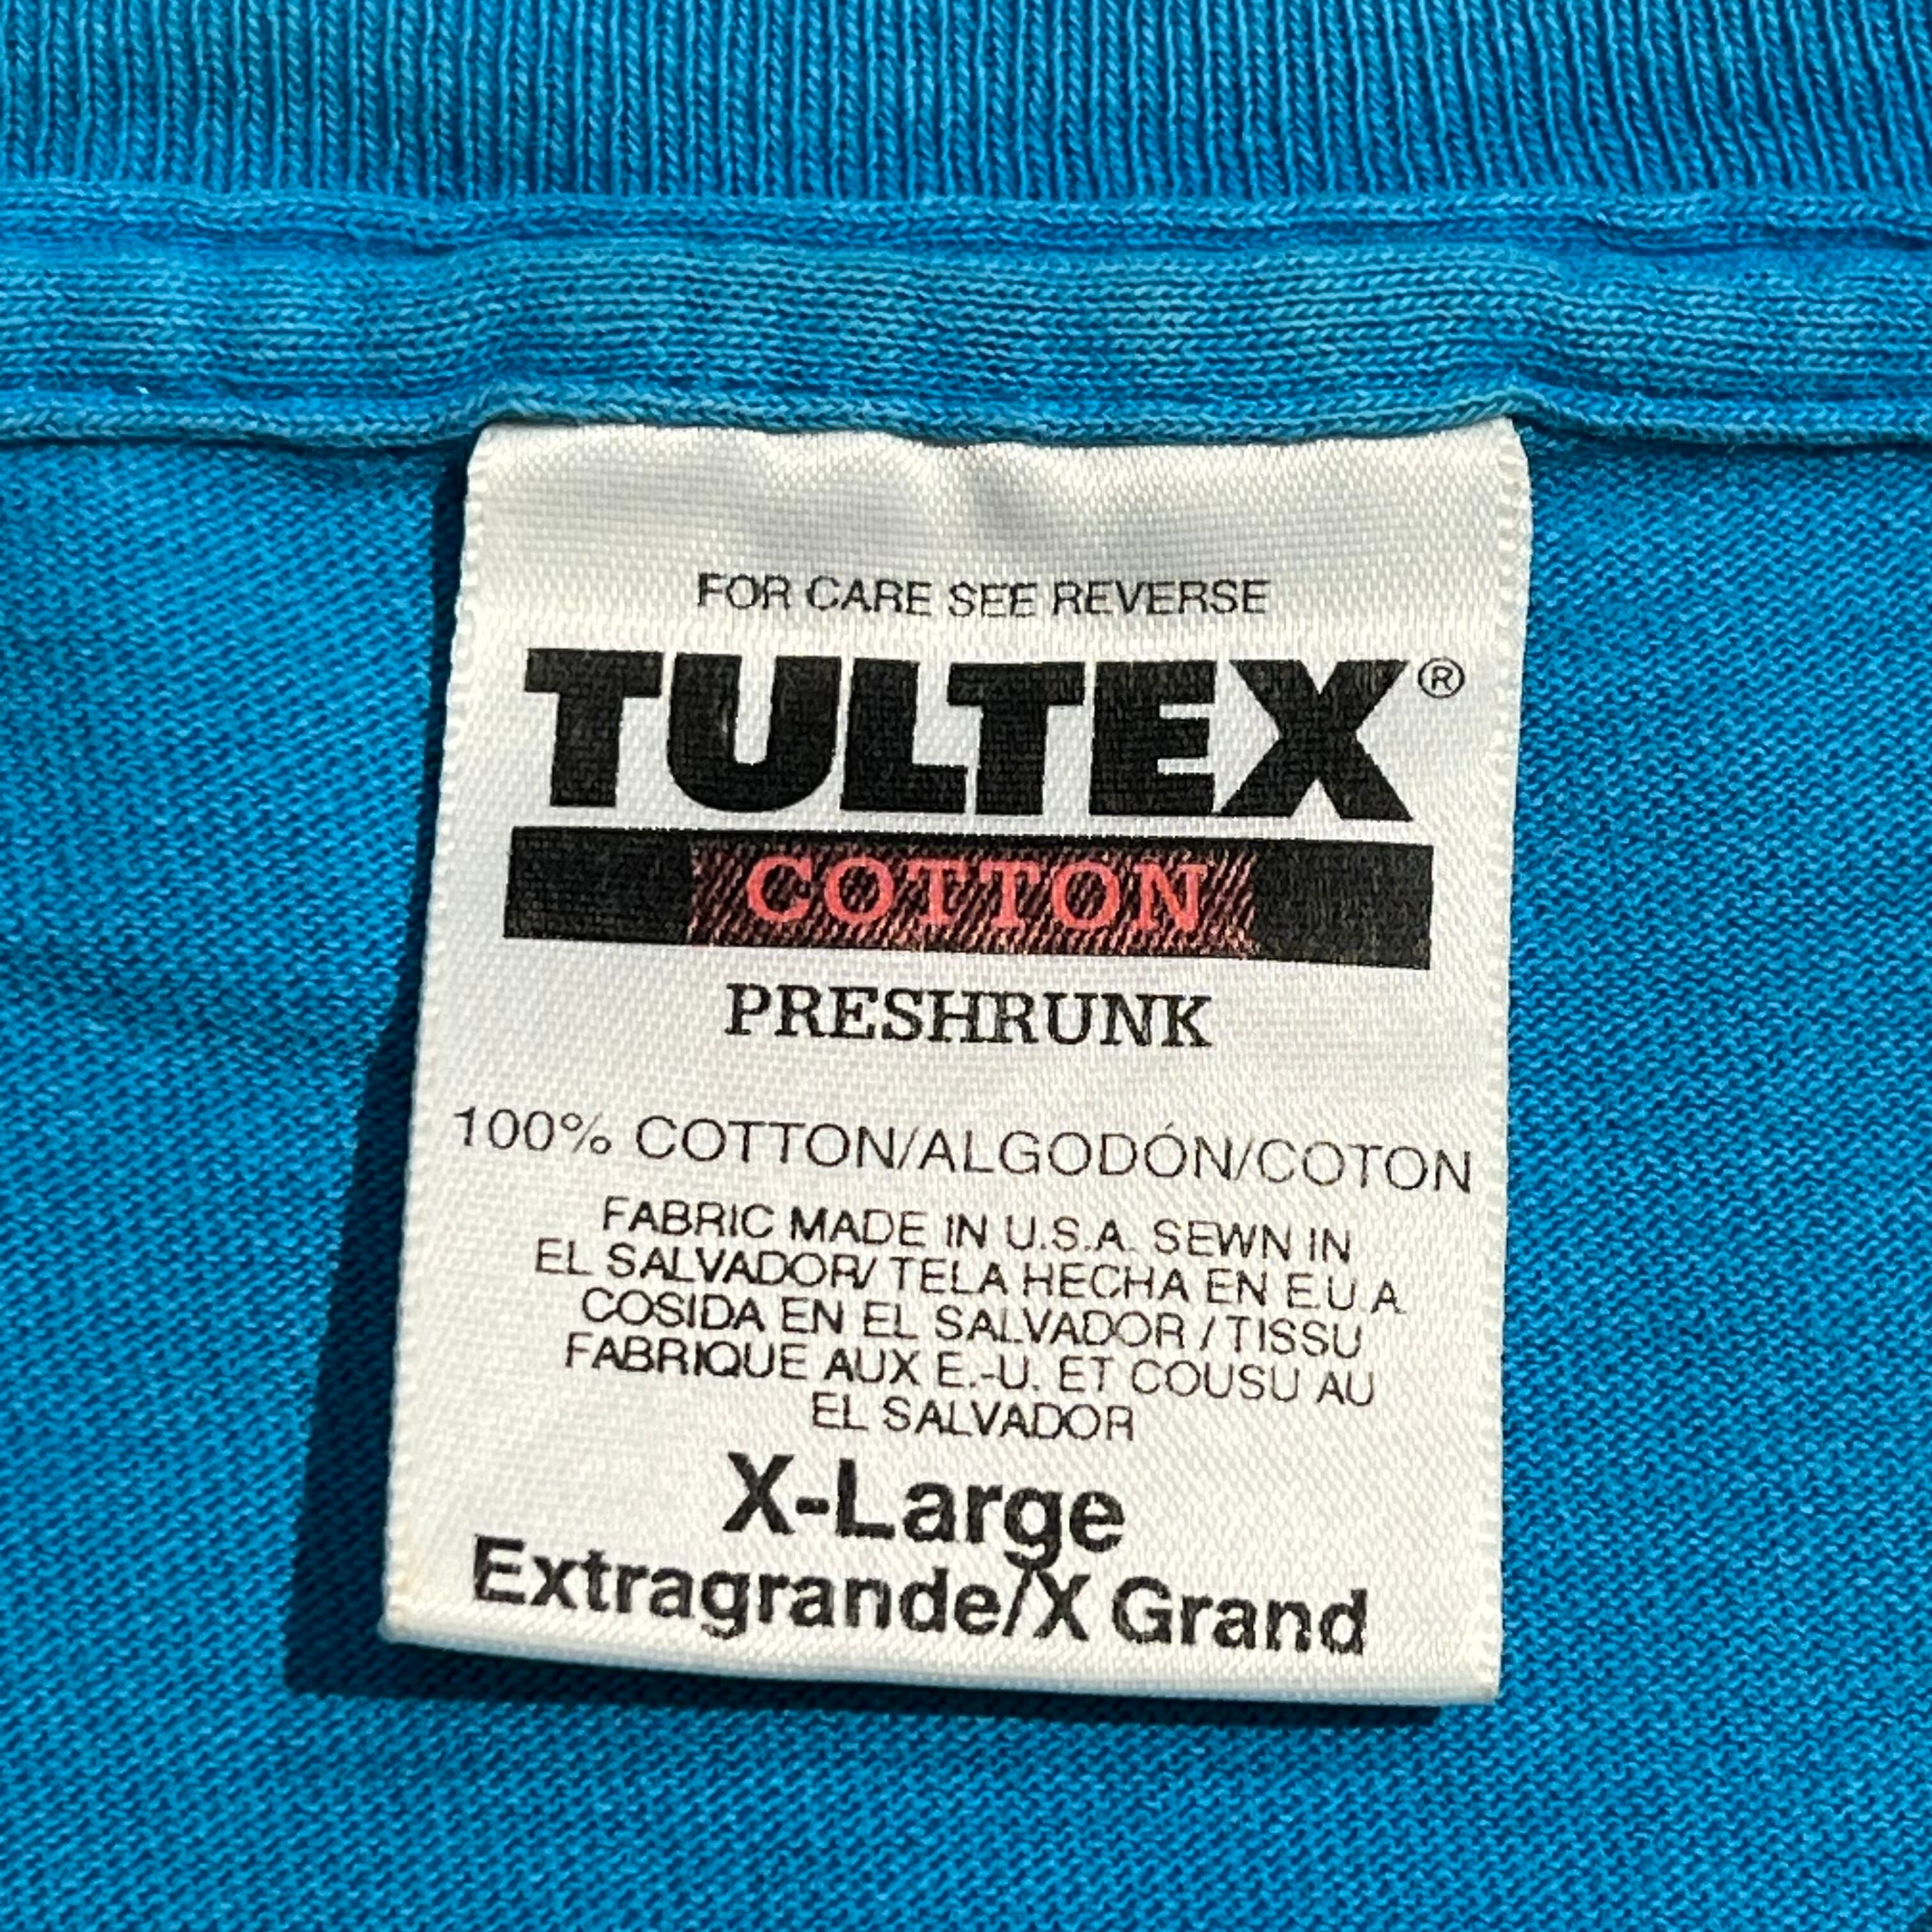 FOR CARE SEE REVERSE
TULTEX®
COTTON
PRESHRUNK
100% COTTON/ALGODÓN/COTON
FABRIC MADE IN U.S.A. SEWN IN
EL SALVADOR/ TELA HECHA EN E.U.A.
COSIDA EN EL SALVADOR / TISSU
FABRIQUE AUX E.-U. ET COUSU AU
EL SALVADOR
X-Large
Extragrande/X Grand